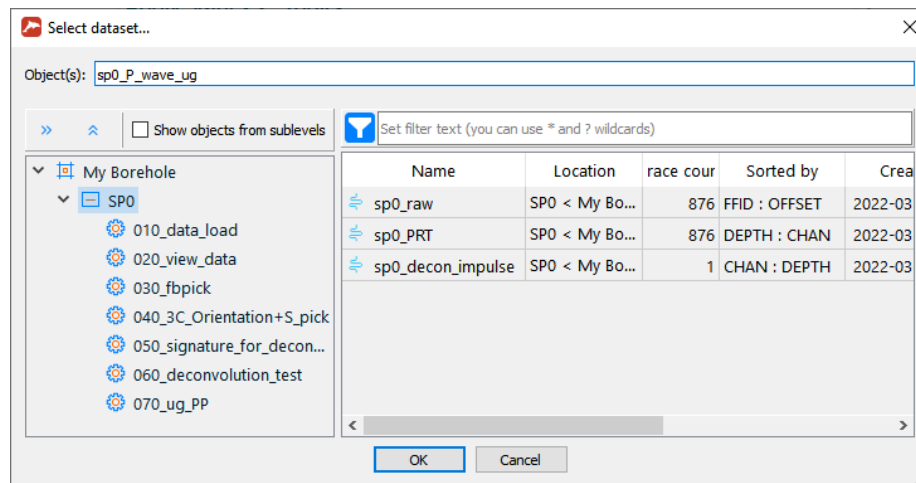 Select dataset...
Object(s): sp0_P_wave_ug
Show objects from sublevels
Set filter text (you can use * and ? wildcards)
My Borehole
SP0
010_data_load
020_view_data
030_fbpick
040_3C_Orientation+S_pick
050_signature_for_decon...
060_deconvolution_test
070_ug_PP
Name Location race cour Sorted by Crea
sp0_raw SP0 < My Bo... 876 FFID : OFFSET 2022-03
sp0_PRT SP0 < My Bo... 876 DEPTH : CHAN 2022-03
sp0_decon_impulse SP0 < My Bo... 1 CHAN : DEPTH 2022-03
OK Cancel